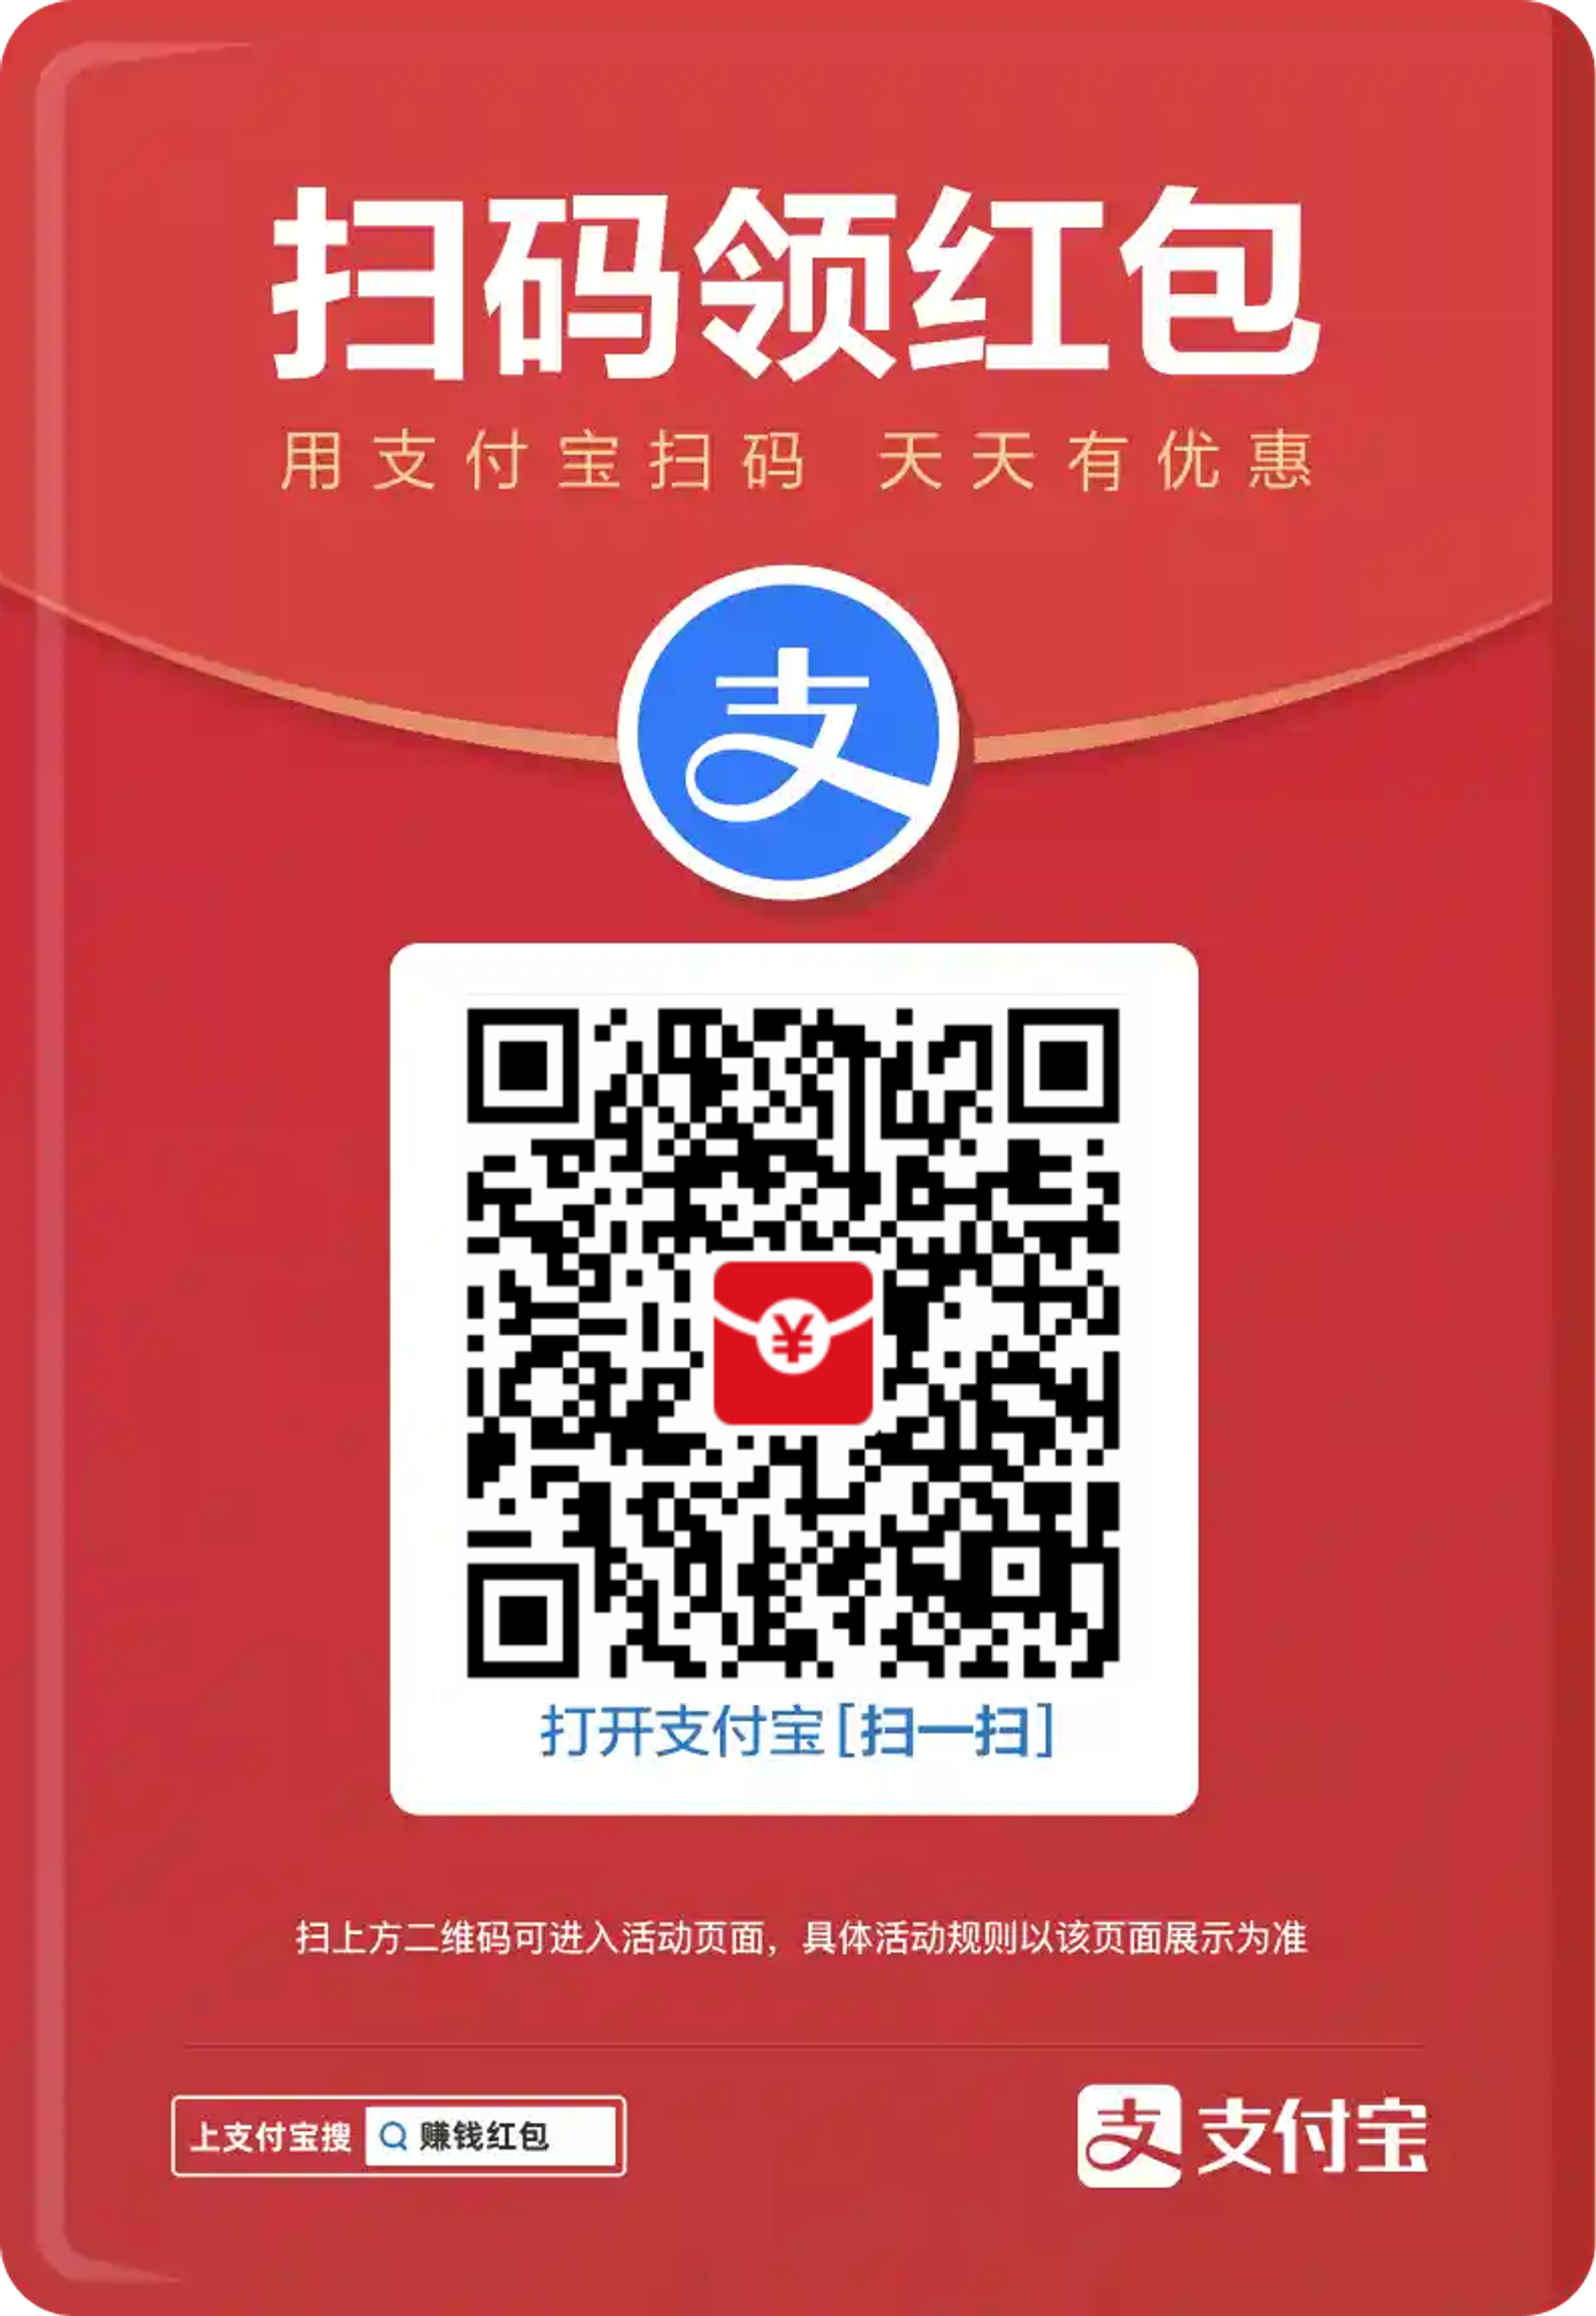 扫码领红包
用支付宝扫码 天天有优惠
支
¥
打开支付宝[扫一扫]
扫上方二维码可进入活动页面，具体活动规则以该页面展示为准
上支付宝搜 赚钱红包
支 支付宝